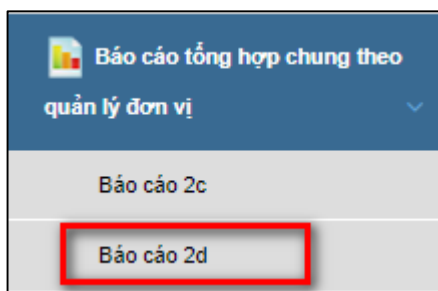 Báo cáo tổng hợp chung theo
quản lý đơn vị
Báo cáo 2c
Báo cáo 2d